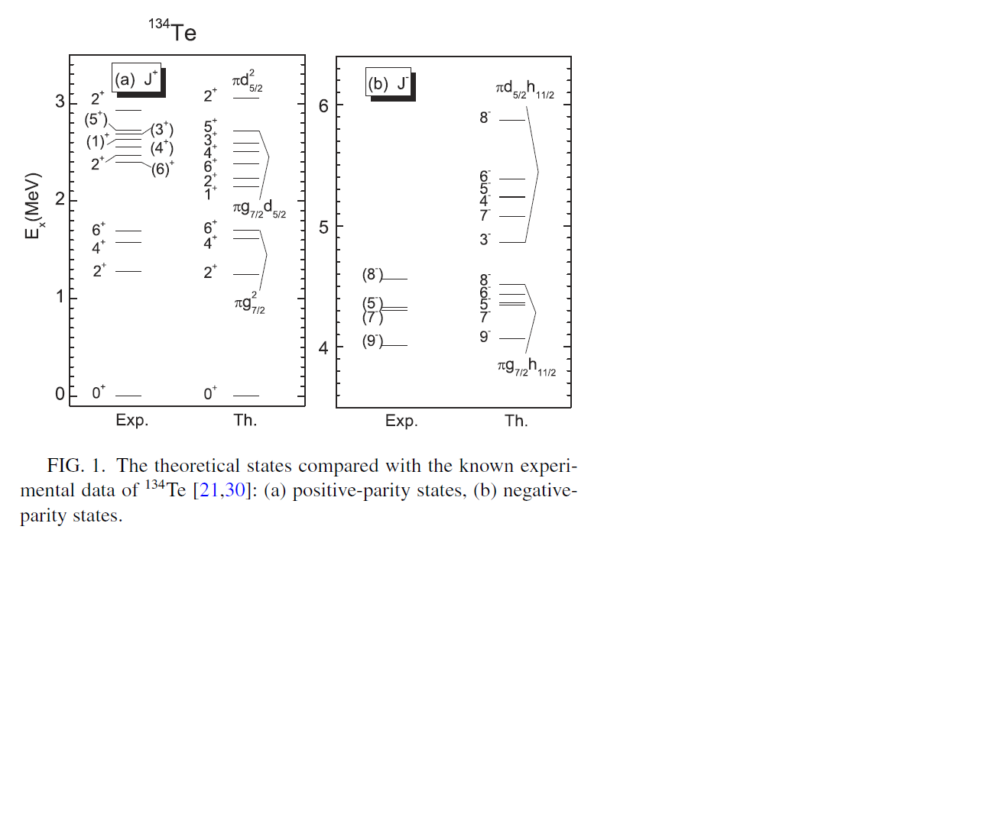 ¹³⁴Te
(a) J⁺
πd²₅/₂
3
2⁺
2⁺
(5⁺)
(3⁺)
5⁺
(1)⁺
3⁺
(4⁺)
4⁺
2⁺
(6)⁺
6⁺
2⁺
1⁺
2
πg₇/₂d₅/₂
6⁺
6⁺
4⁺
4⁺
2⁺
2⁺
1
πg²₇/₂
0
0⁺
0⁺
Eₓ(MeV)
Exp.
Th.
(b) J⁻
πd₅/₂h₁₁/₂
6
8⁻
6⁻
5⁻
4⁻
7⁻
5
3⁻
(8⁻)
8⁻
6⁻
(5⁻)
5⁻
(7⁻)
7⁻
(9⁻)
9⁻
4
πg₇/₂h₁₁/₂
Exp.
Th.
FIG. 1. The theoretical states compared with the known experi-
mental data of ¹³⁴Te [21,30]: (a) positive-parity states, (b) negative-
parity states.